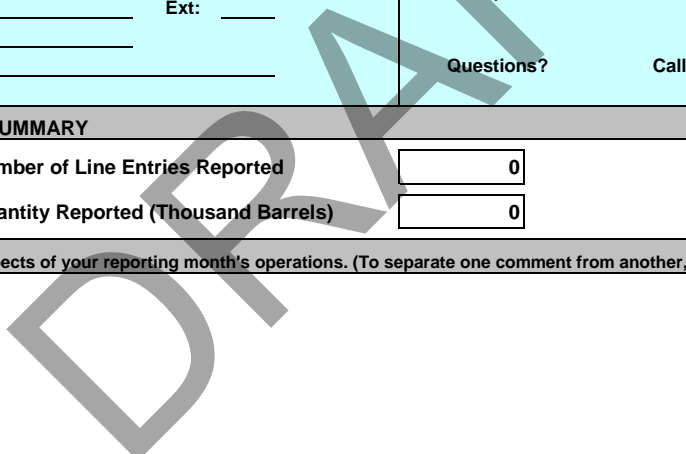 Ext:
Questions? Call
UMMARY
mber of Line Entries Reported 0
antity Reported (Thousand Barrels) 0
ects of your reporting month's operations. (To separate one comment from another,
DRA